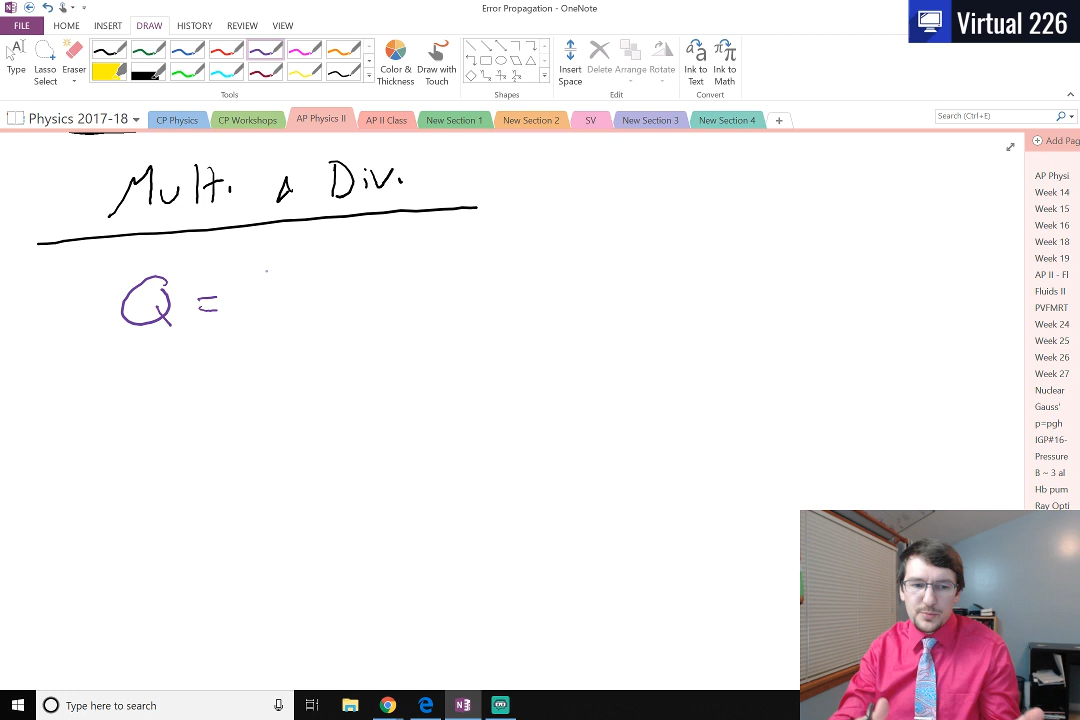 Error Propagation - OneNote
Virtual 226
FILE HOME INSERT DRAW HISTORY REVIEW VIEW
Type
Lasso Select
Eraser
Color & Thickness
Draw with Touch
Insert Space
Delete
Arrange
Rotate
Ink to Text
Ink to Math
Tools
Shapes
Edit
Convert
Physics 2017-18
CP Physics CP Workshops AP Physics II AP II Class New Section 1 New Section 2 SV New Section 3 New Section 4 +
Search (Ctrl+E)
Add Pag
AP Physi
Week 14
Week 15
Week 16
Week 18
Week 19
AP II - Fl
Fluids II
PVFMRT
Week 24
Week 25
Week 26
Week 27
Nuclear
Gauss'
p=pgh
IGP#16-
Pressure
B ~ 3 al
Hb pum
Ray Opti
Mult. & Div.
Q =
Type here to search